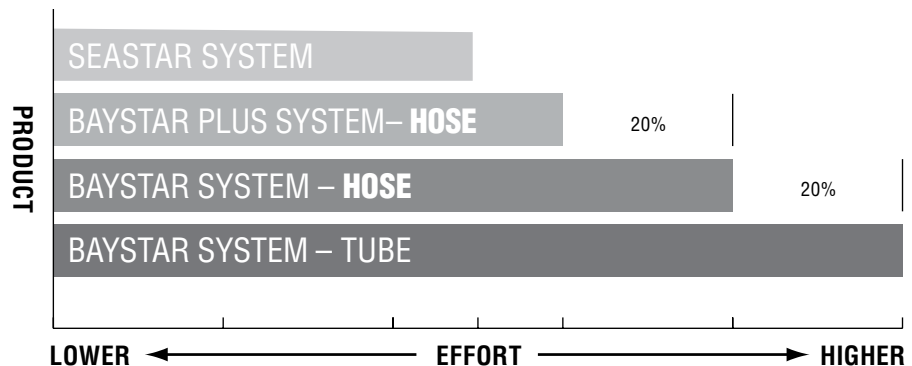 SEASTAR SYSTEM
BAYSTAR PLUS SYSTEM– HOSE
20%
BAYSTAR SYSTEM – HOSE
20%
BAYSTAR SYSTEM – TUBE
PRODUCT
LOWER EFFORT HIGHER